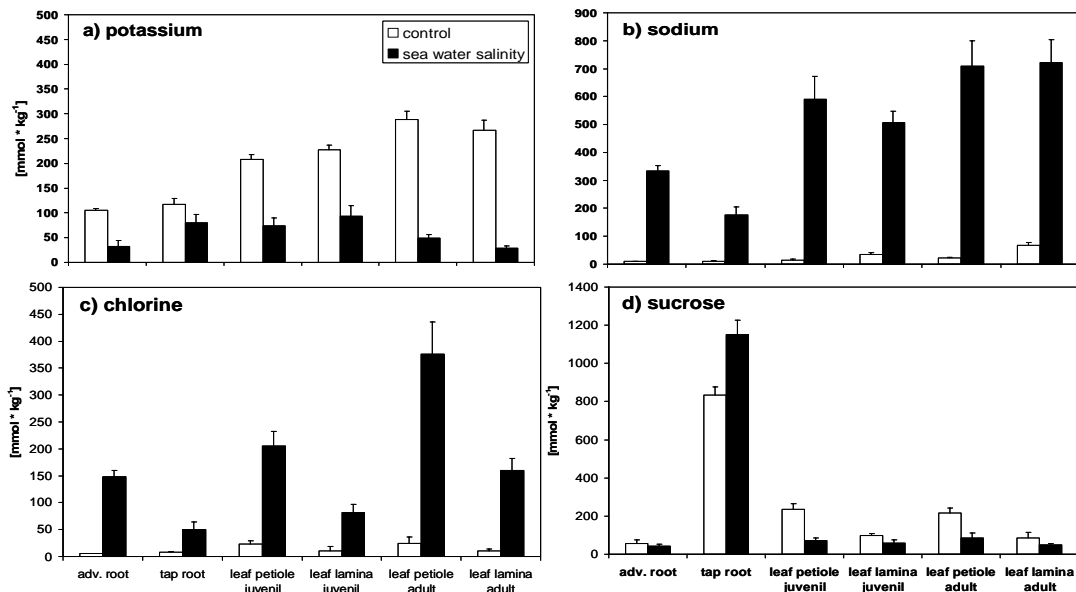 a) potassium
control
sea water salinity
500
450
400
350
300
250
200
150
100
50
0
[mmol * kg-1]
b) sodium
900
800
700
600
500
400
300
200
100
0
c) chlorine
500
450
400
350
300
250
200
150
100
50
0
[mmol * kg-1]
adv. root
tap root
leaf petiole
juvenil
leaf lamina
juvenil
leaf petiole
adult
leaf lamina
adult
d) sucrose
1400
1200
1000
800
600
400
200
0
[mmol * kg-1]
adv. root
tap root
leaf petiole
juvenil
leaf lamina
juvenil
leaf petiole
adult
leaf lamina
adult